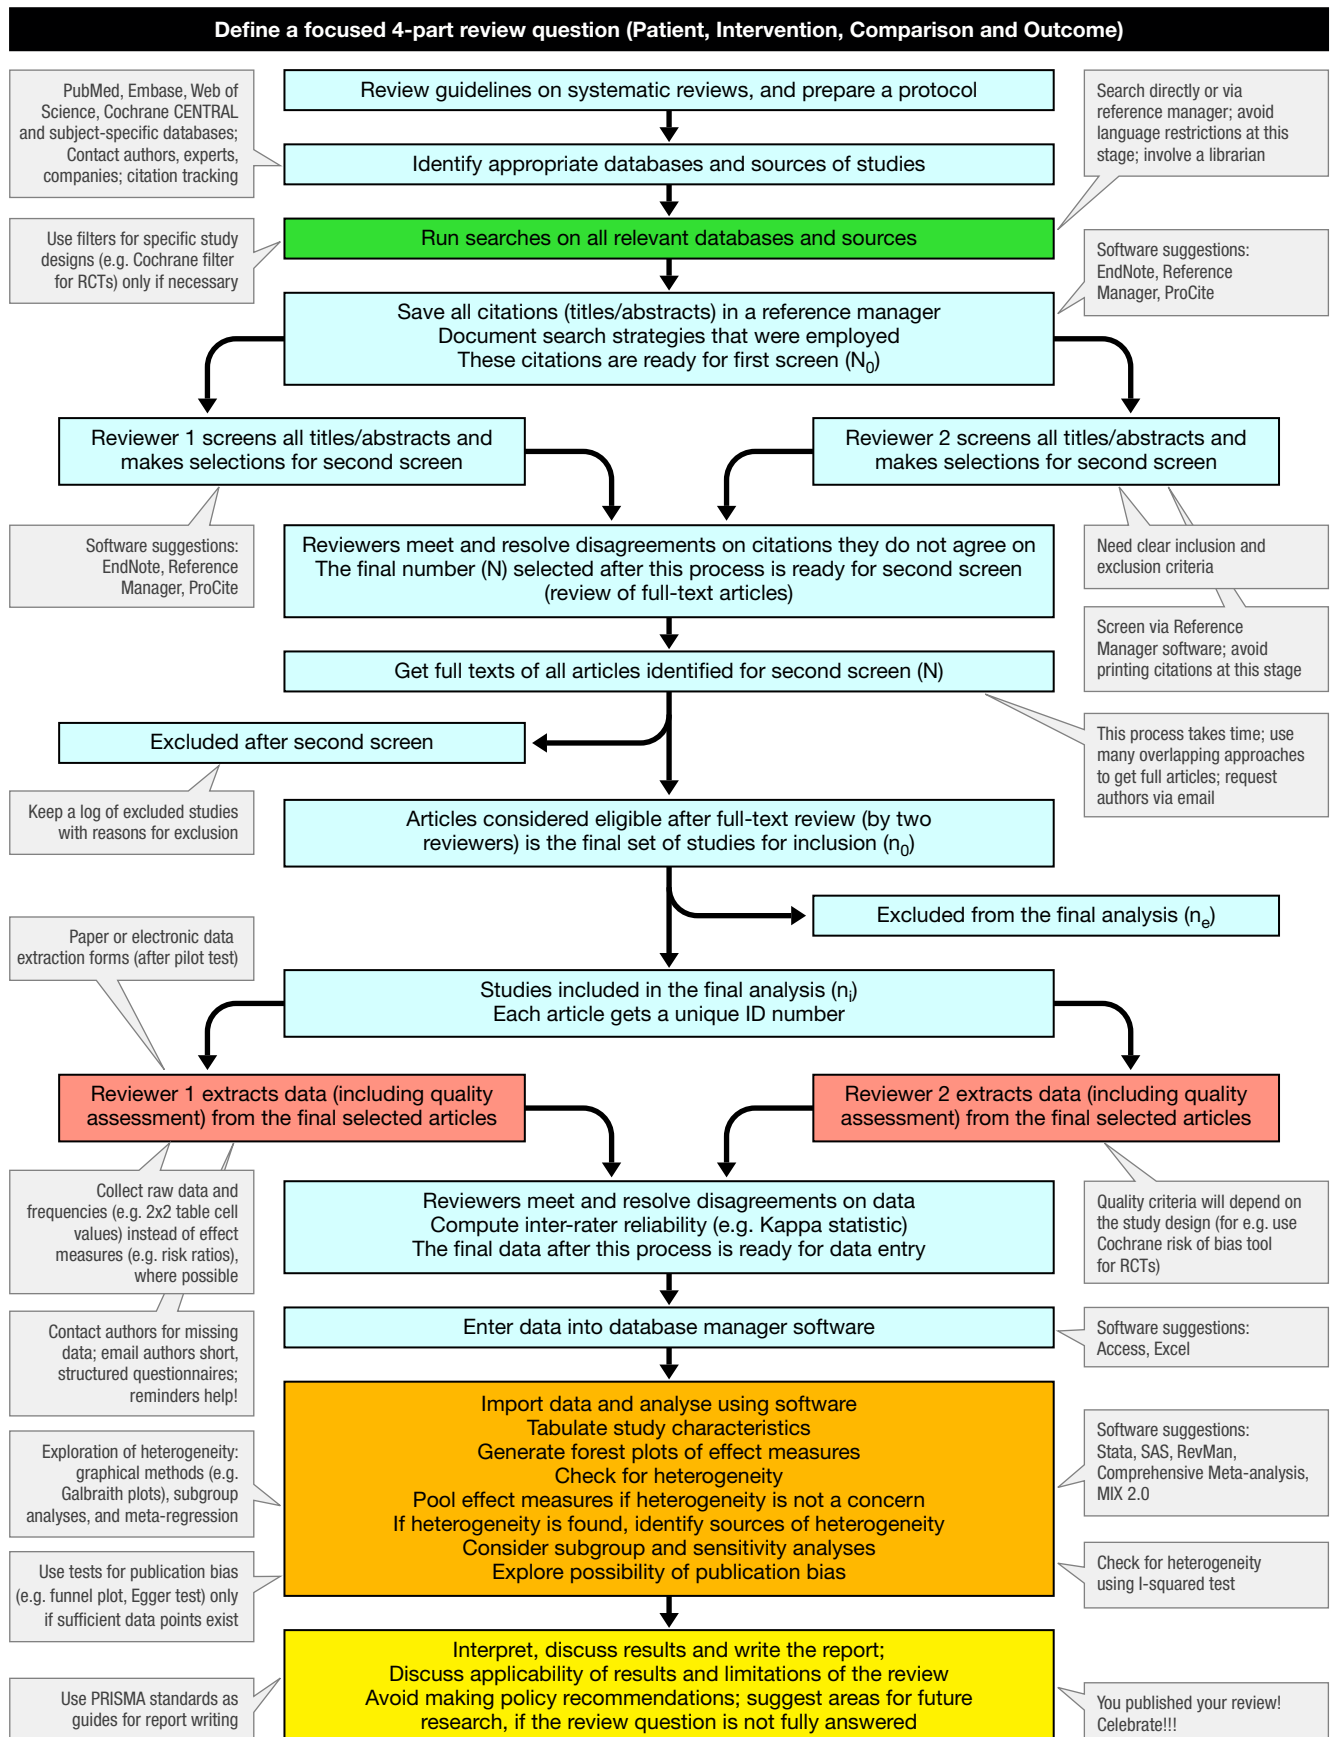 Define a focused 4-part review question (Patient, Intervention, Comparison and Outcome)
PubMed, Embase, Web of
Science, Cochrane CENTRAL
and subject-specific databases;
Contact authors, experts,
companies; citation tracking
Review guidelines on systematic reviews, and prepare a protocol
Search directly or via
reference manager; avoid
language restrictions at this
stage; involve a librarian
Identify appropriate databases and sources of studies
Use filters for specific study
designs (e.g. Cochrane filter
for RCTs) only if necessary
Run searches on all relevant databases and sources
Software suggestions:
EndNote, Reference
Manager, ProCite
Save all citations (titles/abstracts) in a reference manager
Document search strategies that were employed
These citations are ready for first screen (N0)
Reviewer 1 screens all titles/abstracts and
makes selections for second screen
Reviewer 2 screens all titles/abstracts and
makes selections for second screen
Software suggestions:
EndNote, Reference
Manager, ProCite
Reviewers meet and resolve disagreements on citations they do not agree on
The final number (N) selected after this process is ready for second screen
(review of full-text articles)
Need clear inclusion and
exclusion criteria
Screen via Reference
Manager software; avoid
printing citations at this stage
Get full texts of all articles identified for second screen (N)
Excluded after second screen
This process takes time; use
many overlapping approaches
to get full articles; request
authors via email
Keep a log of excluded studies
with reasons for exclusion
Articles considered eligible after full-text review (by two
reviewers) is the final set of studies for inclusion (n0)
Excluded from the final analysis (ne)
Paper or electronic data
extraction forms (after pilot test)
Studies included in the final analysis (ni)
Each article gets a unique ID number
Reviewer 1 extracts data (including quality
assessment) from the final selected articles
Reviewer 2 extracts data (including quality
assessment) from the final selected articles
Collect raw data and
frequencies (e.g. 2x2 table cell
values) instead of effect
measures (e.g. risk ratios),
where possible
Reviewers meet and resolve disagreements on data
Compute inter-rater reliability (e.g. Kappa statistic)
The final data after this process is ready for data entry
Quality criteria will depend on
the study design (for e.g. use
Cochrane risk of bias tool
for RCTs)
Contact authors for missing
data; email authors short,
structured questionnaires;
reminders help!
Enter data into database manager software
Software suggestions:
Access, Excel
Import data and analyse using software
Tabulate study characteristics
Generate forest plots of effect measures
Check for heterogeneity
Pool effect measures if heterogeneity is not a concern
If heterogeneity is found, identify sources of heterogeneity
Consider subgroup and sensitivity analyses
Explore possibility of publication bias
Exploration of heterogeneity:
graphical methods (e.g.
Galbraith plots), subgroup
analyses, and meta-regression
Software suggestions:
Stata, SAS, RevMan,
Comprehensive Meta-analysis,
MIX 2.0
Use tests for publication bias
(e.g. funnel plot, Egger test) only
if sufficient data points exist
Check for heterogeneity
using I-squared test
Interpret, discuss results and write the report;
Discuss applicability of results and limitations of the review
Avoid making policy recommendations; suggest areas for future
research, if the review question is not fully answered
Use PRISMA standards as
guides for report writing
You published your review!
Celebrate!!!